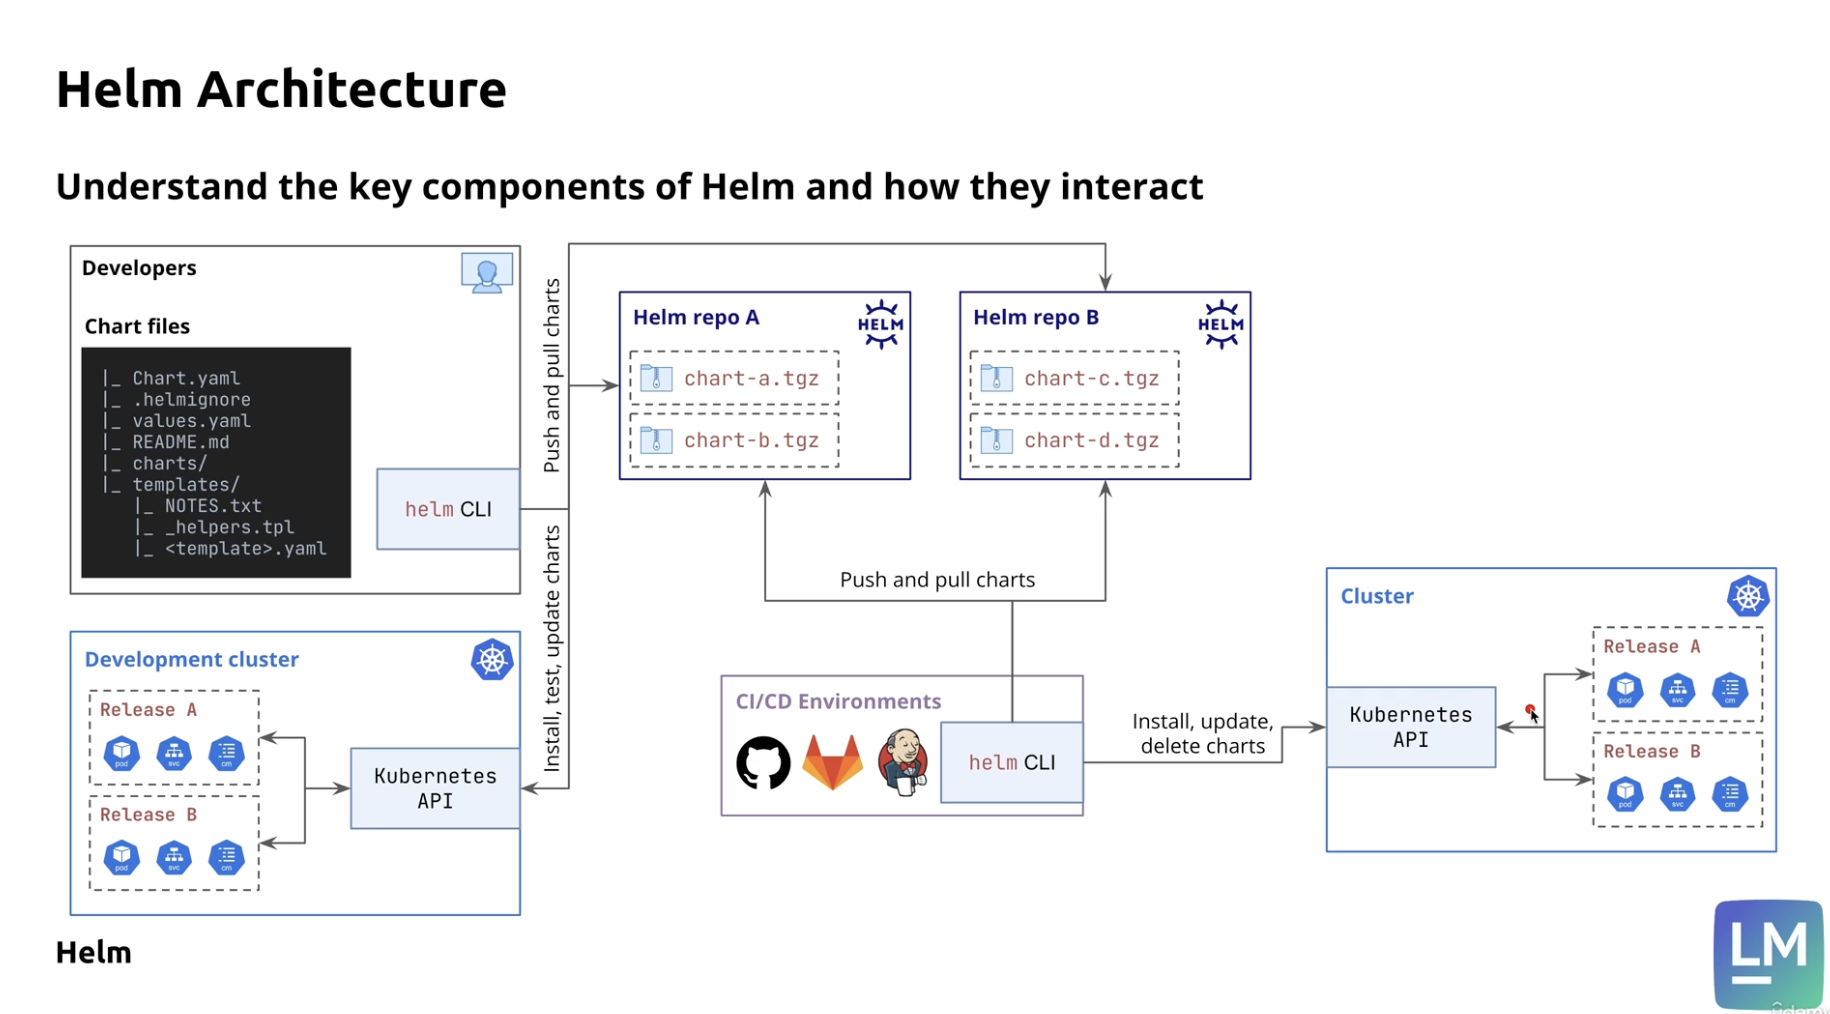 Helm Architecture
Understand the key components of Helm and how they interact
Developers
Chart files
|_ Chart.yaml
|_ .helmignore
|_ values.yaml
|_ README.md
|_ charts/
|_ templates/
|_ NOTES.txt
|_ _helpers.tpl
|_ <template>.yaml
helm CLI
Push and pull charts
Install, test, update charts
Helm repo A
HELM
chart-a.tgz
chart-b.tgz
Helm repo B
HELM
chart-c.tgz
chart-d.tgz
Push and pull charts
Development cluster
Release A
pod
svc
cm
Release B
pod
svc
cm
Kubernetes
API
CI/CD Environments
helm CLI
Install, update,
delete charts
Cluster
Kubernetes
API
Release A
pod
svc
cm
Release B
pod
svc
cm
Helm
LM